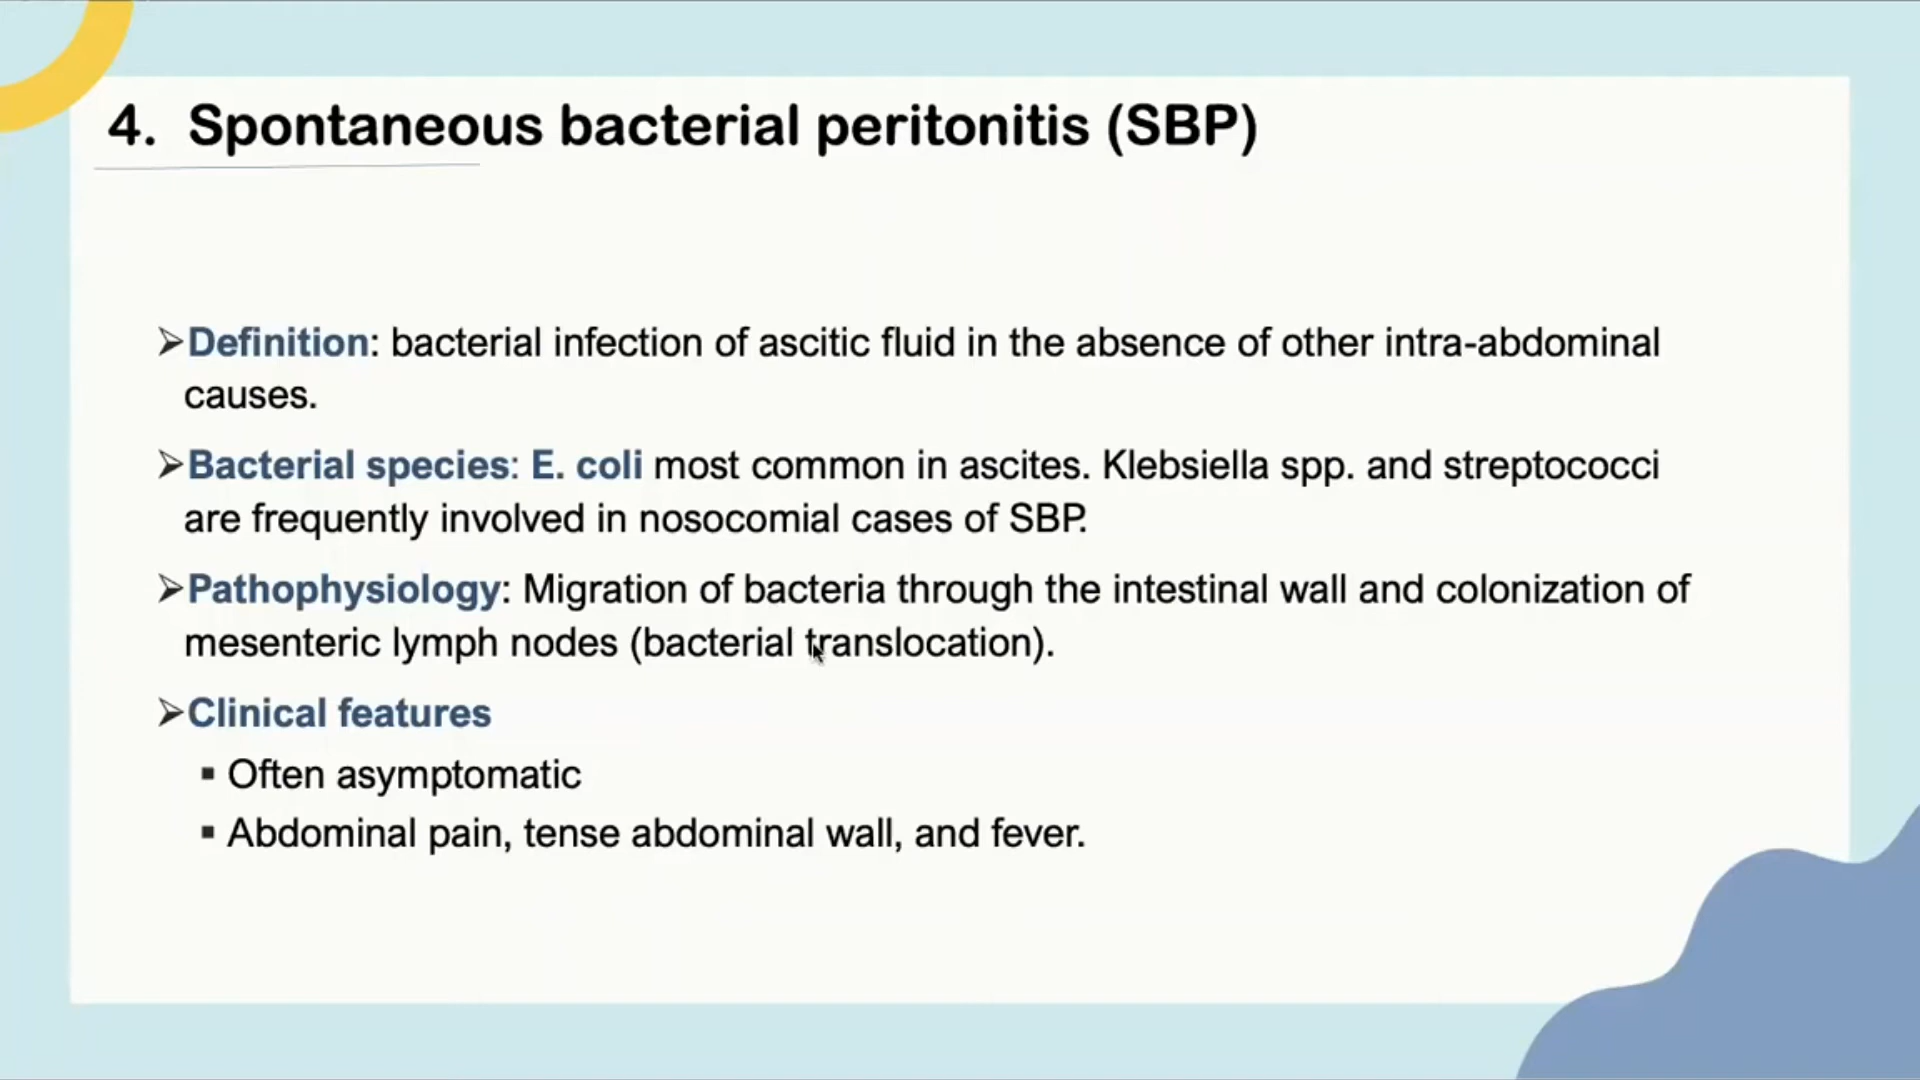 4. Spontaneous bacterial peritonitis (SBP)
➢Definition: bacterial infection of ascitic fluid in the absence of other intra-abdominal
causes.
➢Bacterial species: E. coli most common in ascites. Klebsiella spp. and streptococci
are frequently involved in nosocomial cases of SBP.
➢Pathophysiology: Migration of bacteria through the intestinal wall and colonization of
mesenteric lymph nodes (bacterial translocation).
➢Clinical features
▪ Often asymptomatic
▪ Abdominal pain, tense abdominal wall, and fever.